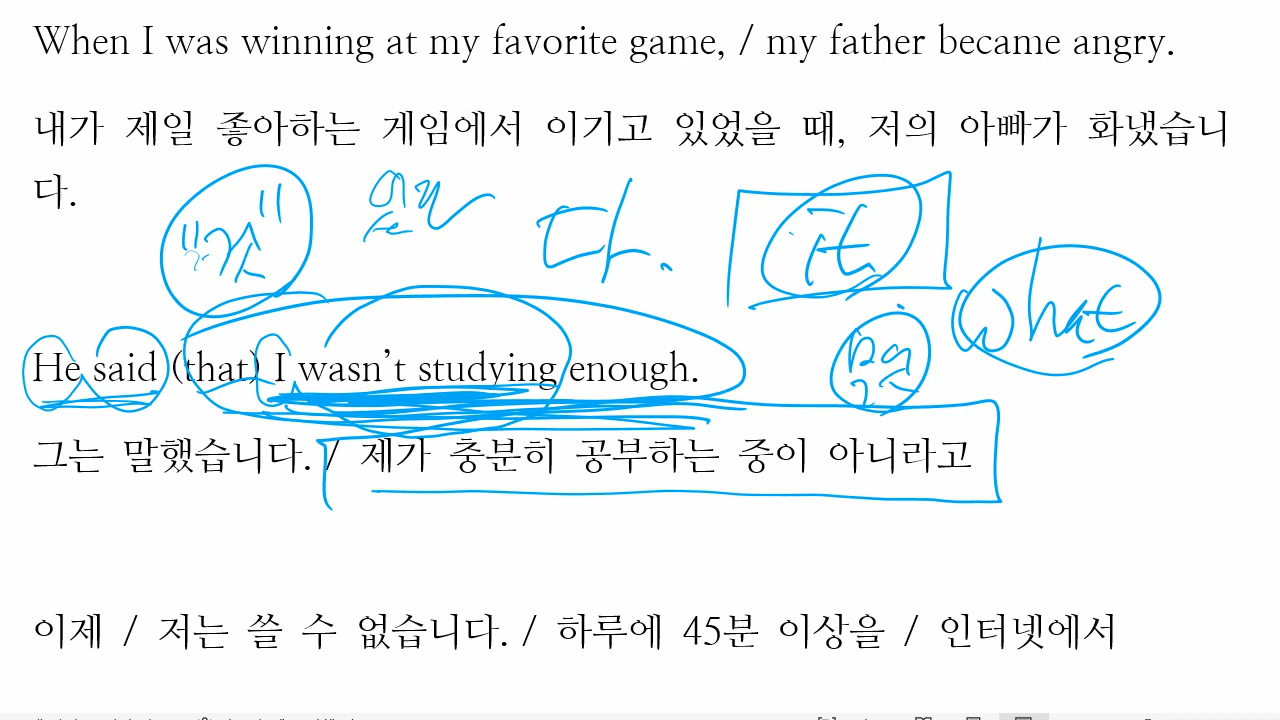 When I was winning at my favorite game, / my father became angry.
내가 제일 좋아하는 게임에서 이기고 있었을 때, 저의 아빠가 화냈습니
다.
"것" 다. it
what
He said (that) I wasn't studying enough.
그는 말했습니다. / 제가 충분히 공부하는 중이 아니라고
이제 / 저는 쓸 수 없습니다. / 하루에 45분 이상을 / 인터넷에서